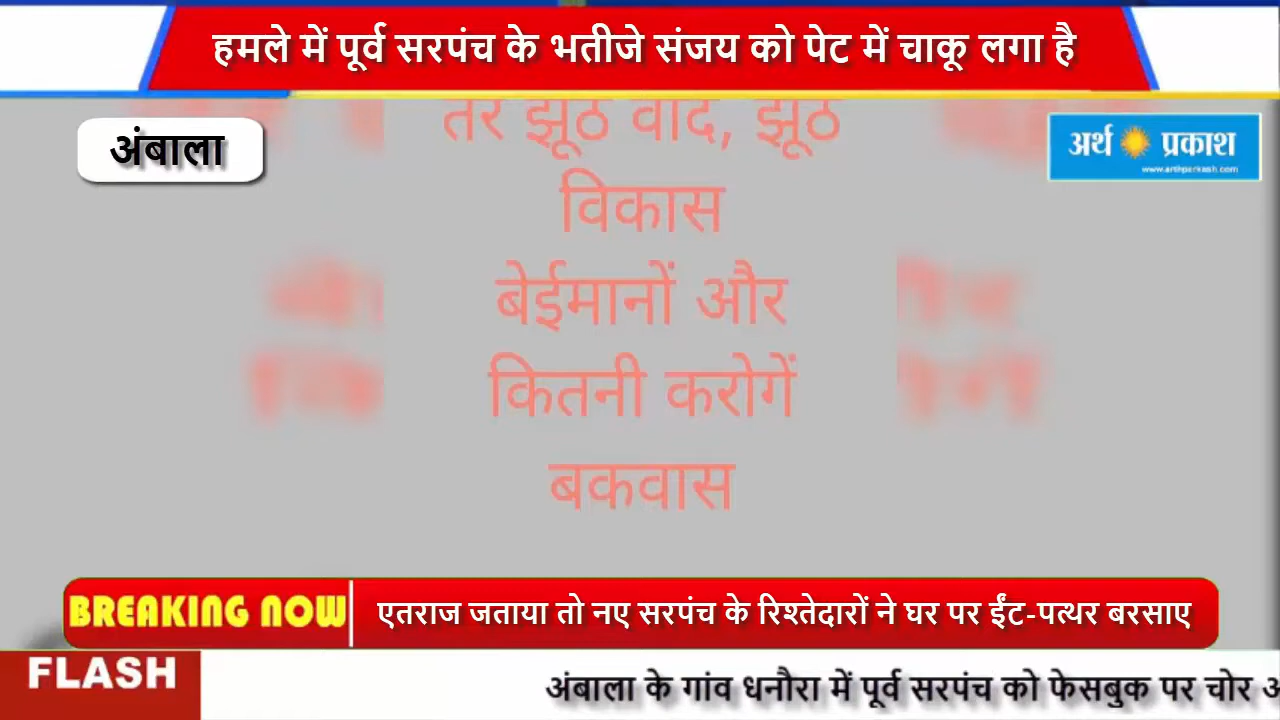 हमले में पूर्व सरपंच के भतीजे संजय को पेट में चाकू लगा है
अंबाला
अर्थ प्रकाश
www.arthparkash.com
झूठ वाद, झूठ
विकास
बेईमानों और
कितनी करोगें
बकवास
BREAKING NOW
एतराज जताया तो नए सरपंच के रिश्तेदारों ने घर पर ईंट-पत्थर बरसाए
FLASH
अंबाला के गांव धनौरा में पूर्व सरपंच को फेसबुक पर चोर